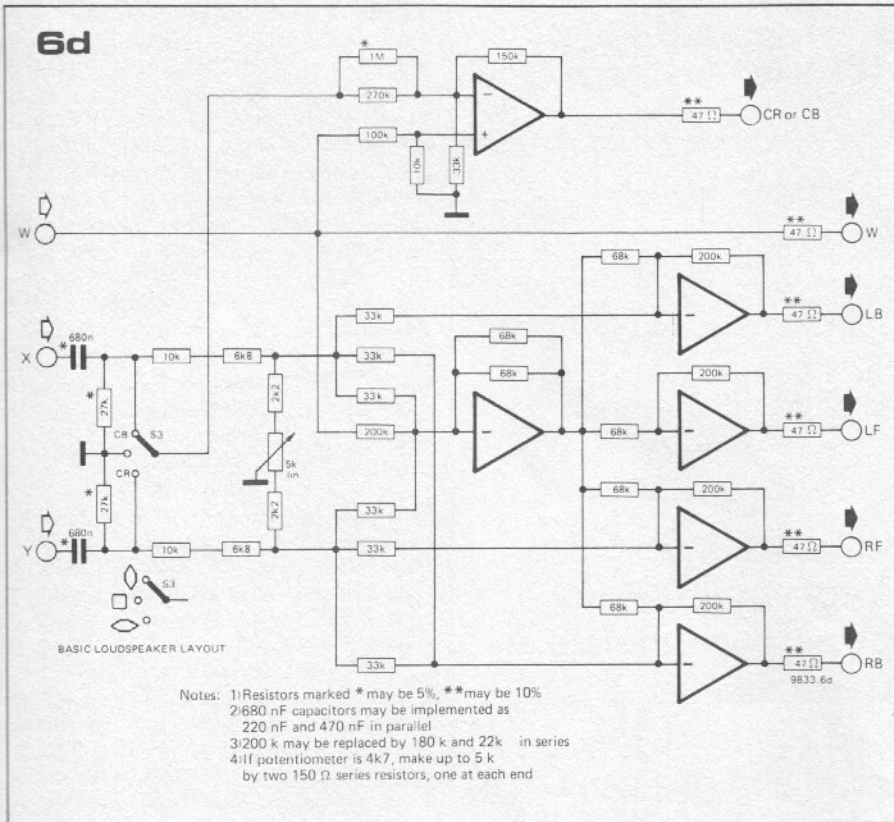 6d
*
1M
150k
270k
100k
10k
33k
**
47 Ω
CR or CB
W
**
47 Ω
W
68k
200k
**
47 Ω
LB
X
*
680n
10k
6k8
33k
33k
33k
200k
68k
68k
*
27k
CB
S3
2k2
5k
lin.
68k
200k
**
47 Ω
LF
CR
*
27k
2k2
33k
68k
200k
**
47 Ω
RF
Y
*
680n
10k
6k8
33k
S3
BASIC LOUDSPEAKER LAYOUT
68k
200k
33k
**
47 Ω
RB
9833.6d
Notes: 1) Resistors marked * may be 5%, ** may be 10%
2) 680 nF capacitors may be implemented as
220 nF and 470 nF in parallel
3) 200 k may be replaced by 180 k and 22k in series
4) If potentiometer is 4k7, make up to 5 k
by two 150 Ω series resistors, one at each end